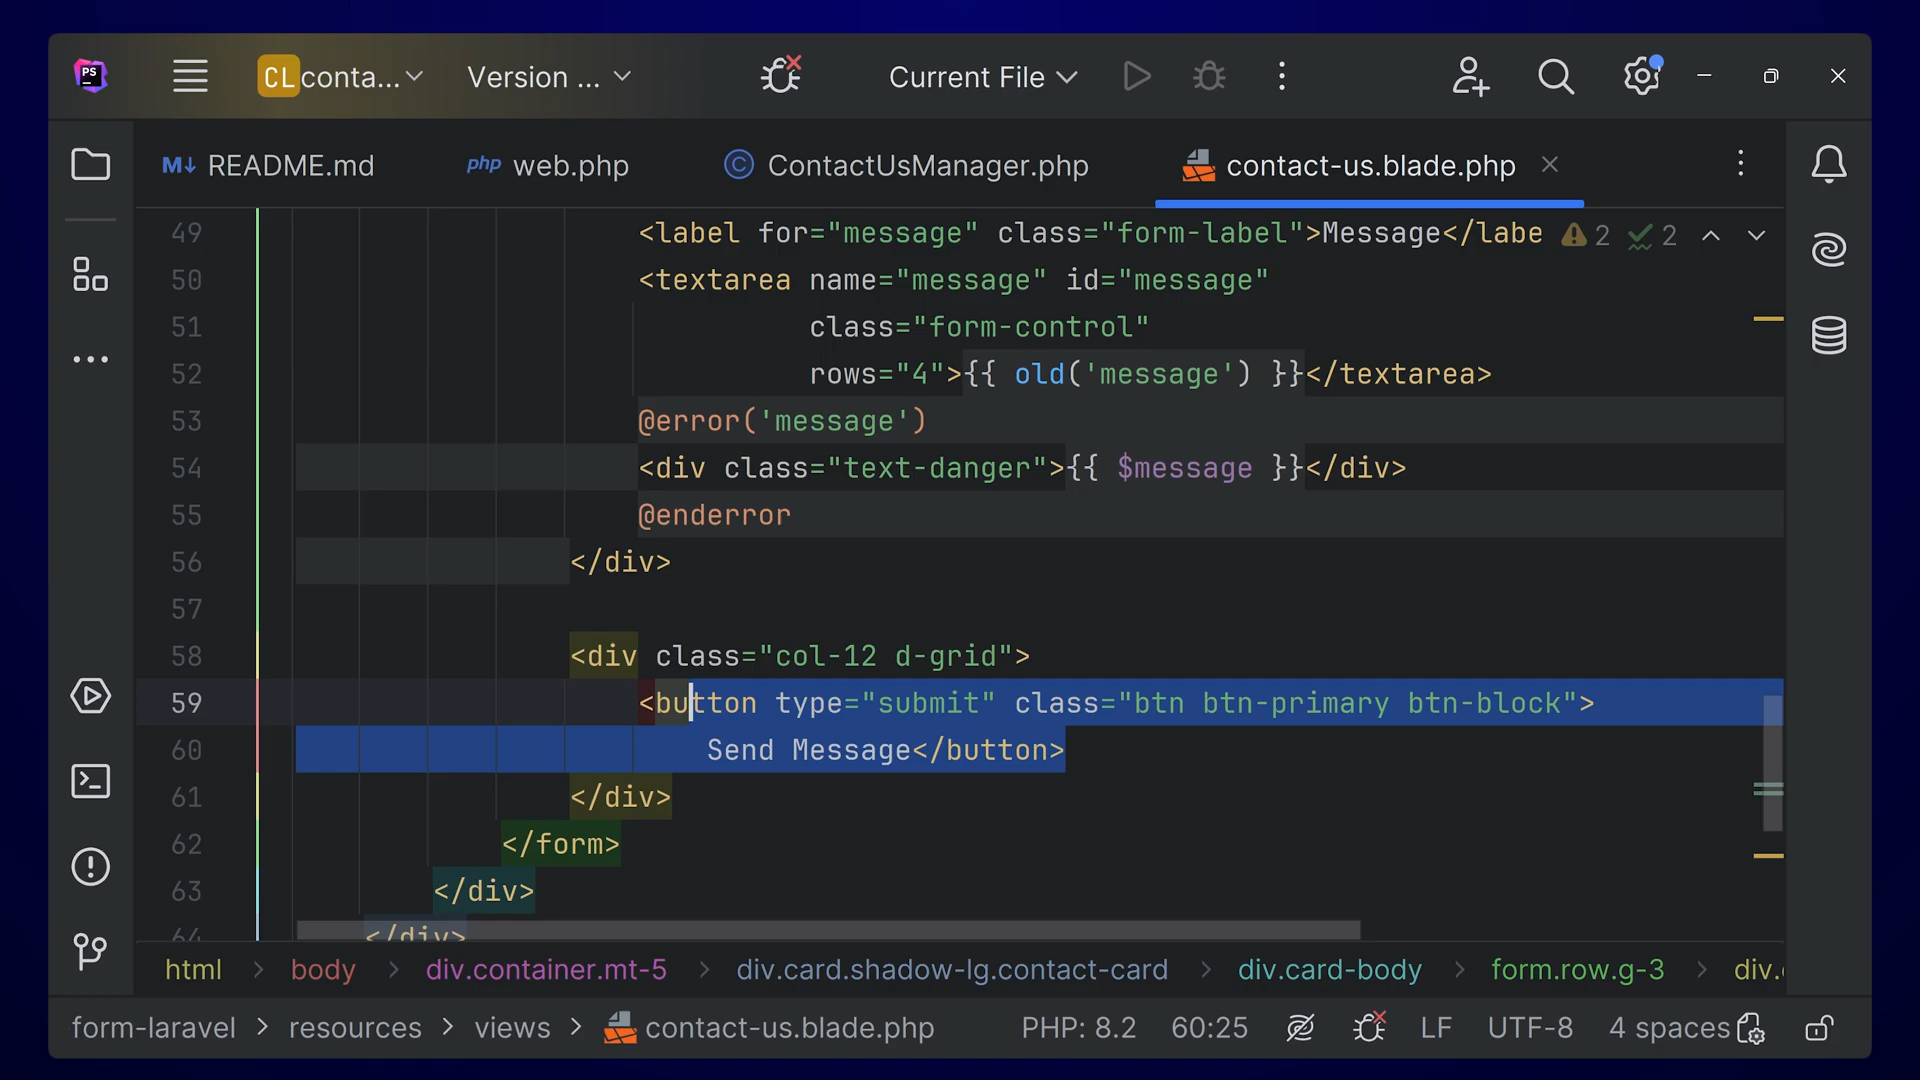 PS
CL conta...
Version ...
Current File
README.md
php web.php
ContactUsManager.php
contact-us.blade.php
49 <label for="message" class="form-label">Message</labe
2 2
50 <textarea name="message" id="message"
51 class="form-control"
52 rows="4">{{ old('message') }}</textarea>
53 @error('message')
54 <div class="text-danger">{{ $message }}</div>
55 @enderror
56 </div>
57
58 <div class="col-12 d-grid">
59 <button type="submit" class="btn btn-primary btn-block">
60 Send Message</button>
61 </div>
62 </form>
63 </div>
64 </div>
html > body > div.container.mt-5 > div.card.shadow-lg.contact-card > div.card-body > form.row.g-3 > div.
form-laravel > resources > views > contact-us.blade.php
PHP: 8.2 60:25 LF UTF-8 4 spaces